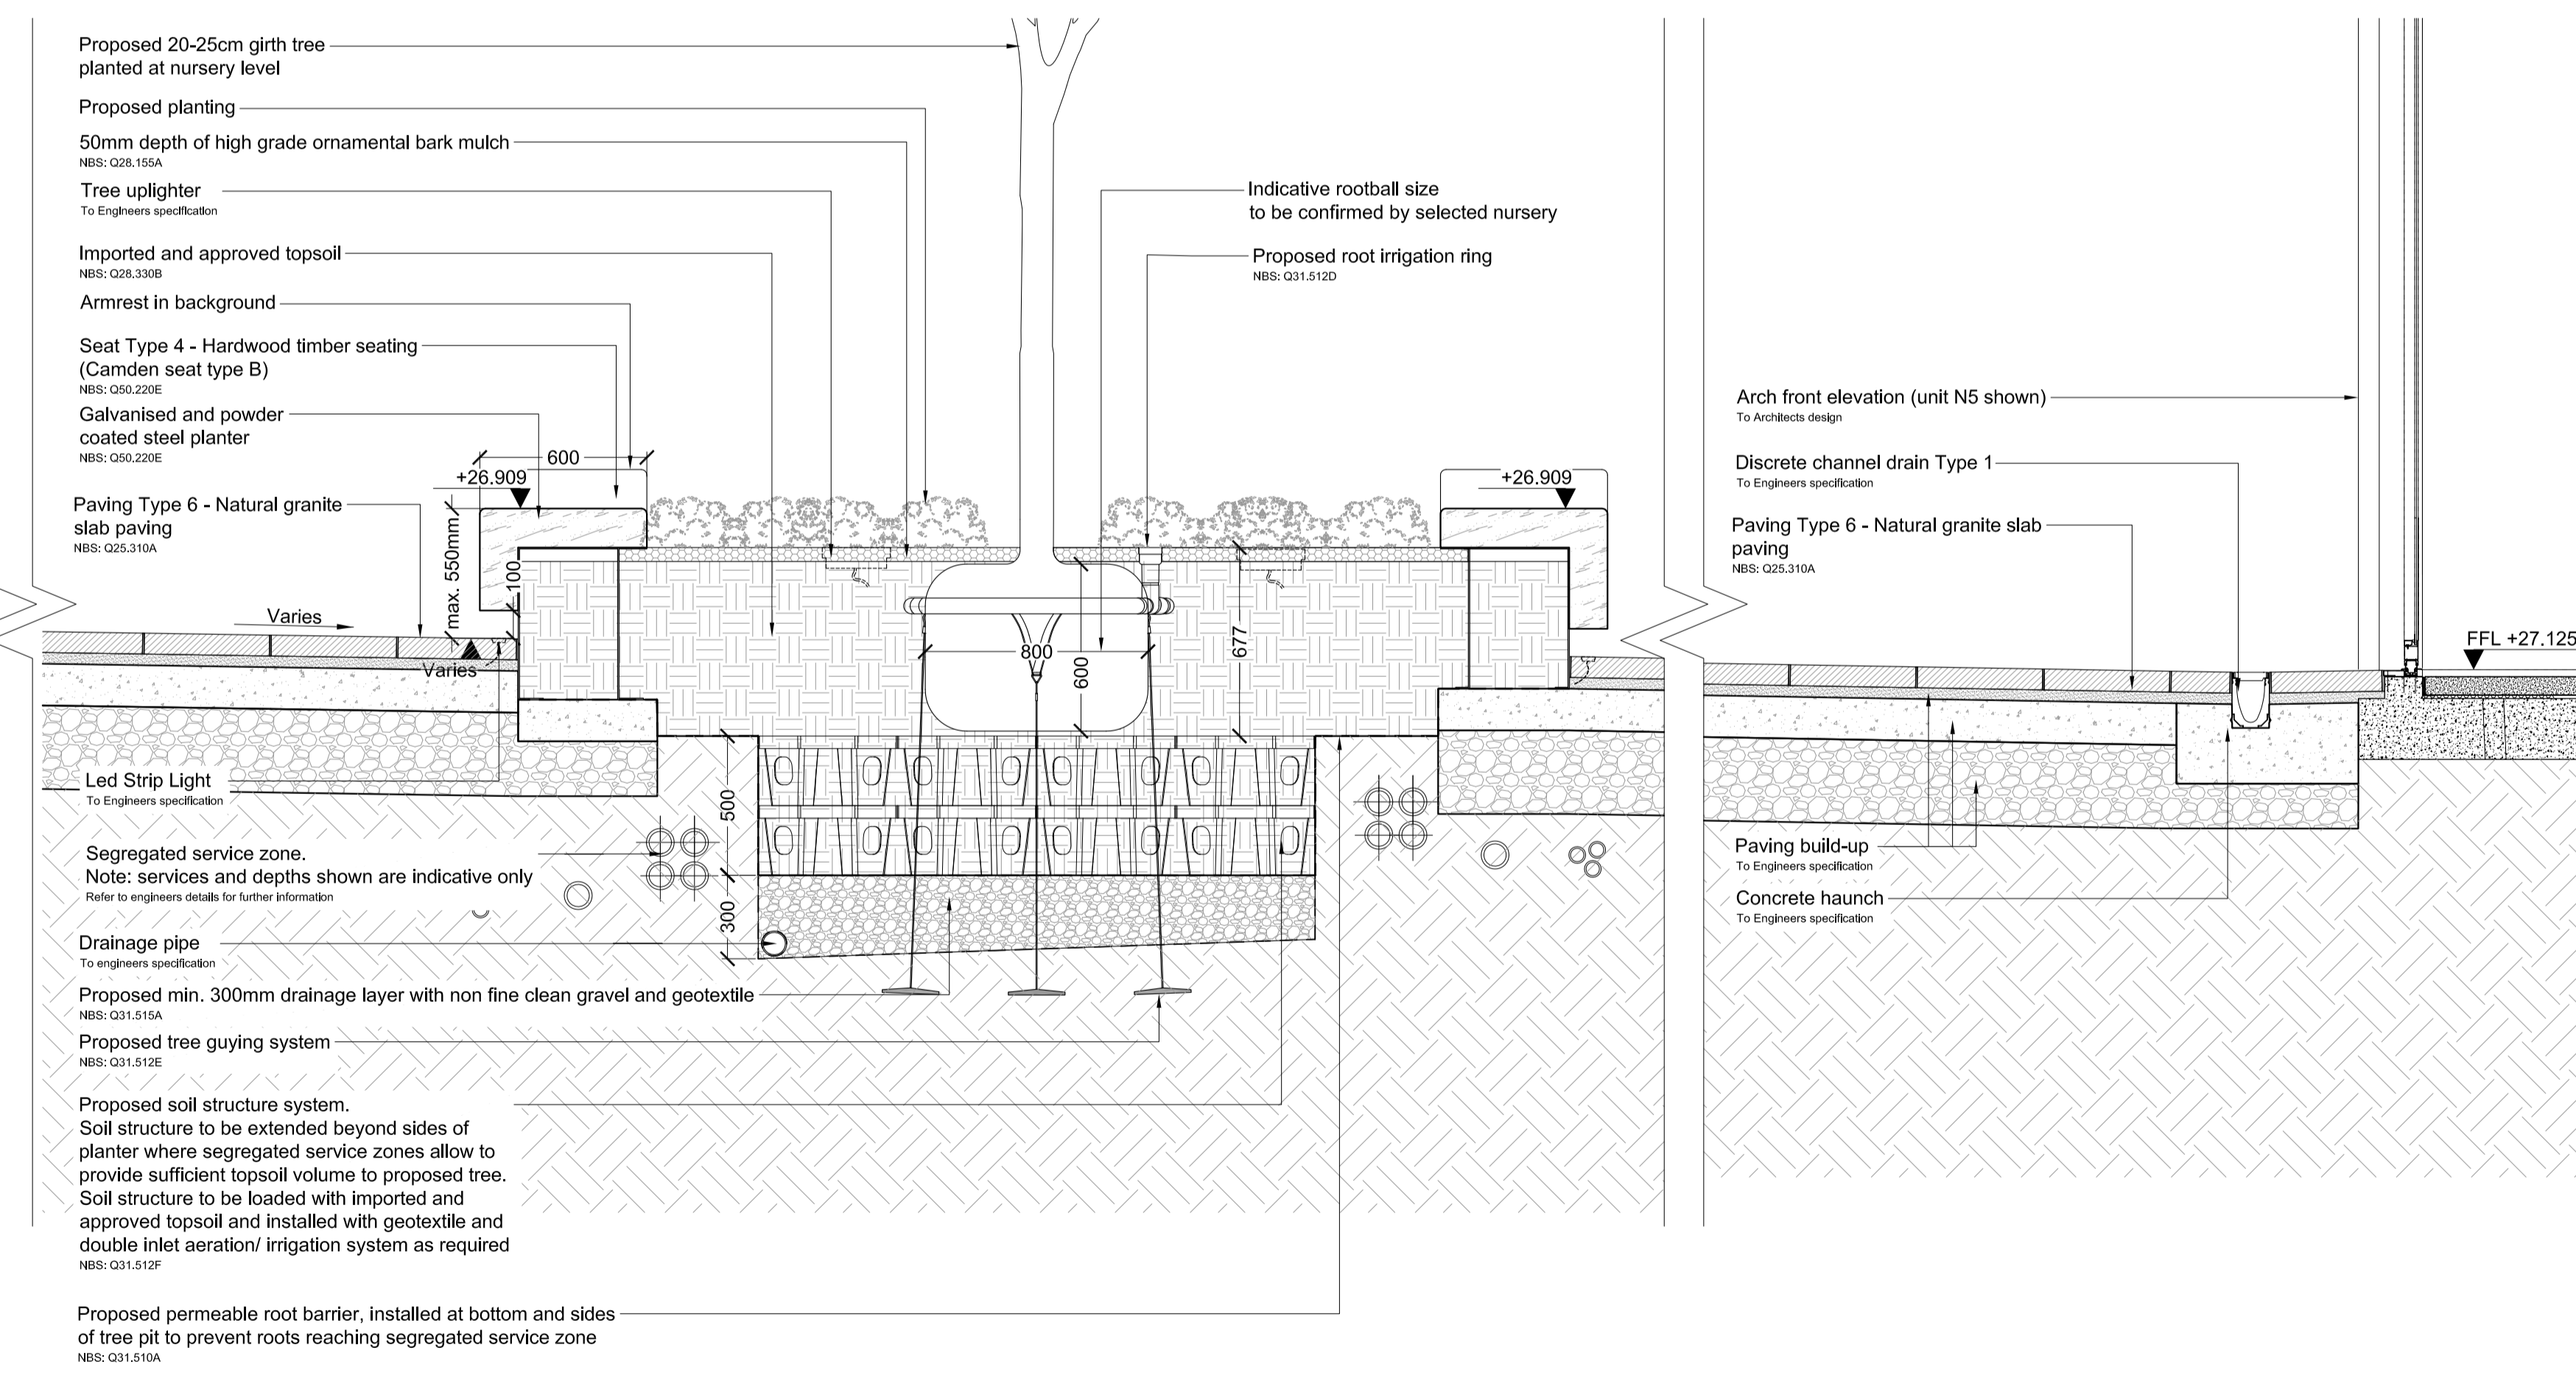 Proposed 20-25cm girth tree
planted at nursery level
Proposed planting
50mm depth of high grade ornamental bark mulch
NBS: Q28.155A
Tree uplighter
To Engineers specification
Imported and approved topsoil
NBS: Q28.330B
Armrest in background
Seat Type 4 - Hardwood timber seating
(Camden seat type B)
NBS: Q50.220E
Galvanised and powder
coated steel planter
NBS: Q50.220E
Paving Type 6 - Natural granite
slab paving
NBS: Q25.310A
600
+26.909
max. 550mm
100
Varies
Varies
Indicative rootball size
to be confirmed by selected nursery
Proposed root irrigation ring
NBS: Q31.512D
+26.909
800
600
677
500
300
Led Strip Light
To Engineers specification
Segregated service zone.
Note: services and depths shown are indicative only
Refer to engineers details for further information
Drainage pipe
To engineers specification
Proposed min. 300mm drainage layer with non fine clean gravel and geotextile
NBS: Q31.515A
Proposed tree guying system
NBS: Q31.512E
Proposed soil structure system.
Soil structure to be extended beyond sides of
planter where segregated service zones allow to
provide sufficient topsoil volume to proposed tree.
Soil structure to be loaded with imported and
approved topsoil and installed with geotextile and
double inlet aeration/ irrigation system as required
NBS: Q31.512F
Proposed permeable root barrier, installed at bottom and sides
of tree pit to prevent roots reaching segregated service zone
NBS: Q31.510A
Arch front elevation (unit N5 shown)
To Architects design
Discrete channel drain Type 1
To Engineers specification
Paving Type 6 - Natural granite slab
paving
NBS: Q25.310A
FFL +27.125
Paving build-up
To Engineers specification
Concrete haunch
To Engineers specification